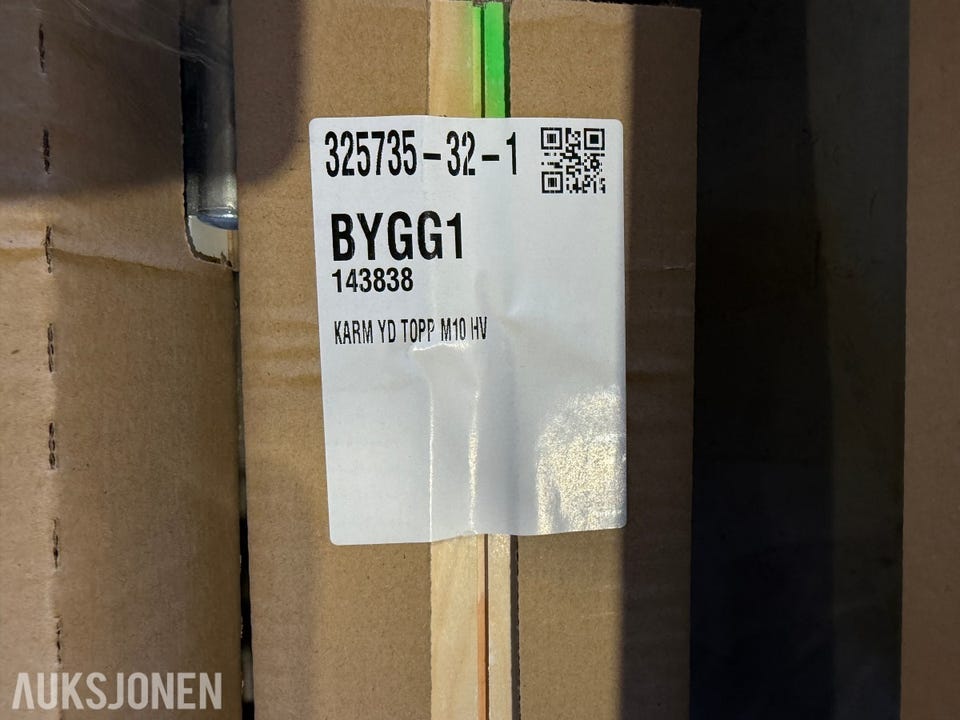 325735-32-1
BYGG1
143838
KARM YD TOPP M10 HV
AUKSJONEN